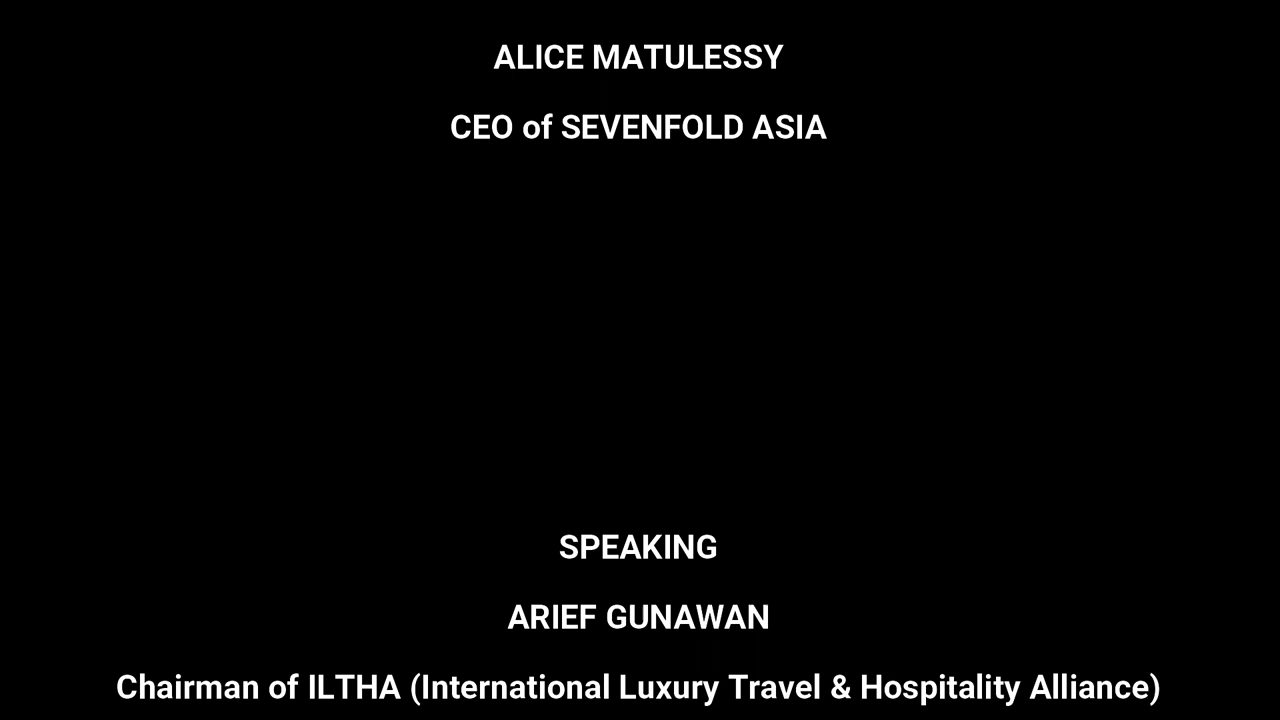 ALICE MATULESSY
CEO of SEVENFOLD ASIA
SPEAKING
ARIEF GUNAWAN
Chairman of ILTHA (International Luxury Travel & Hospitality Alliance)